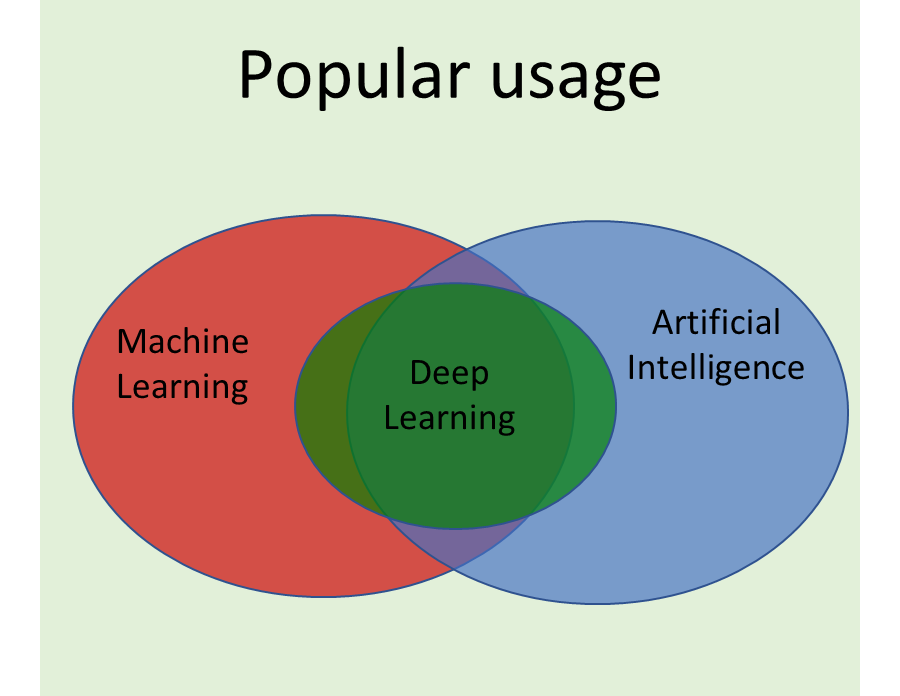 Popular usage
Machine
Learning
Deep
Learning
Artificial
Intelligence